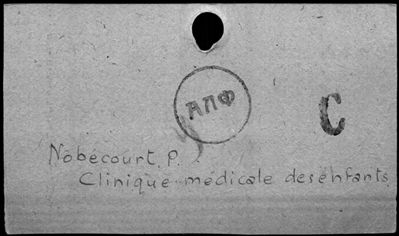 АПФ
C
Nobécourt. P.
Clinique médicale des enfants.